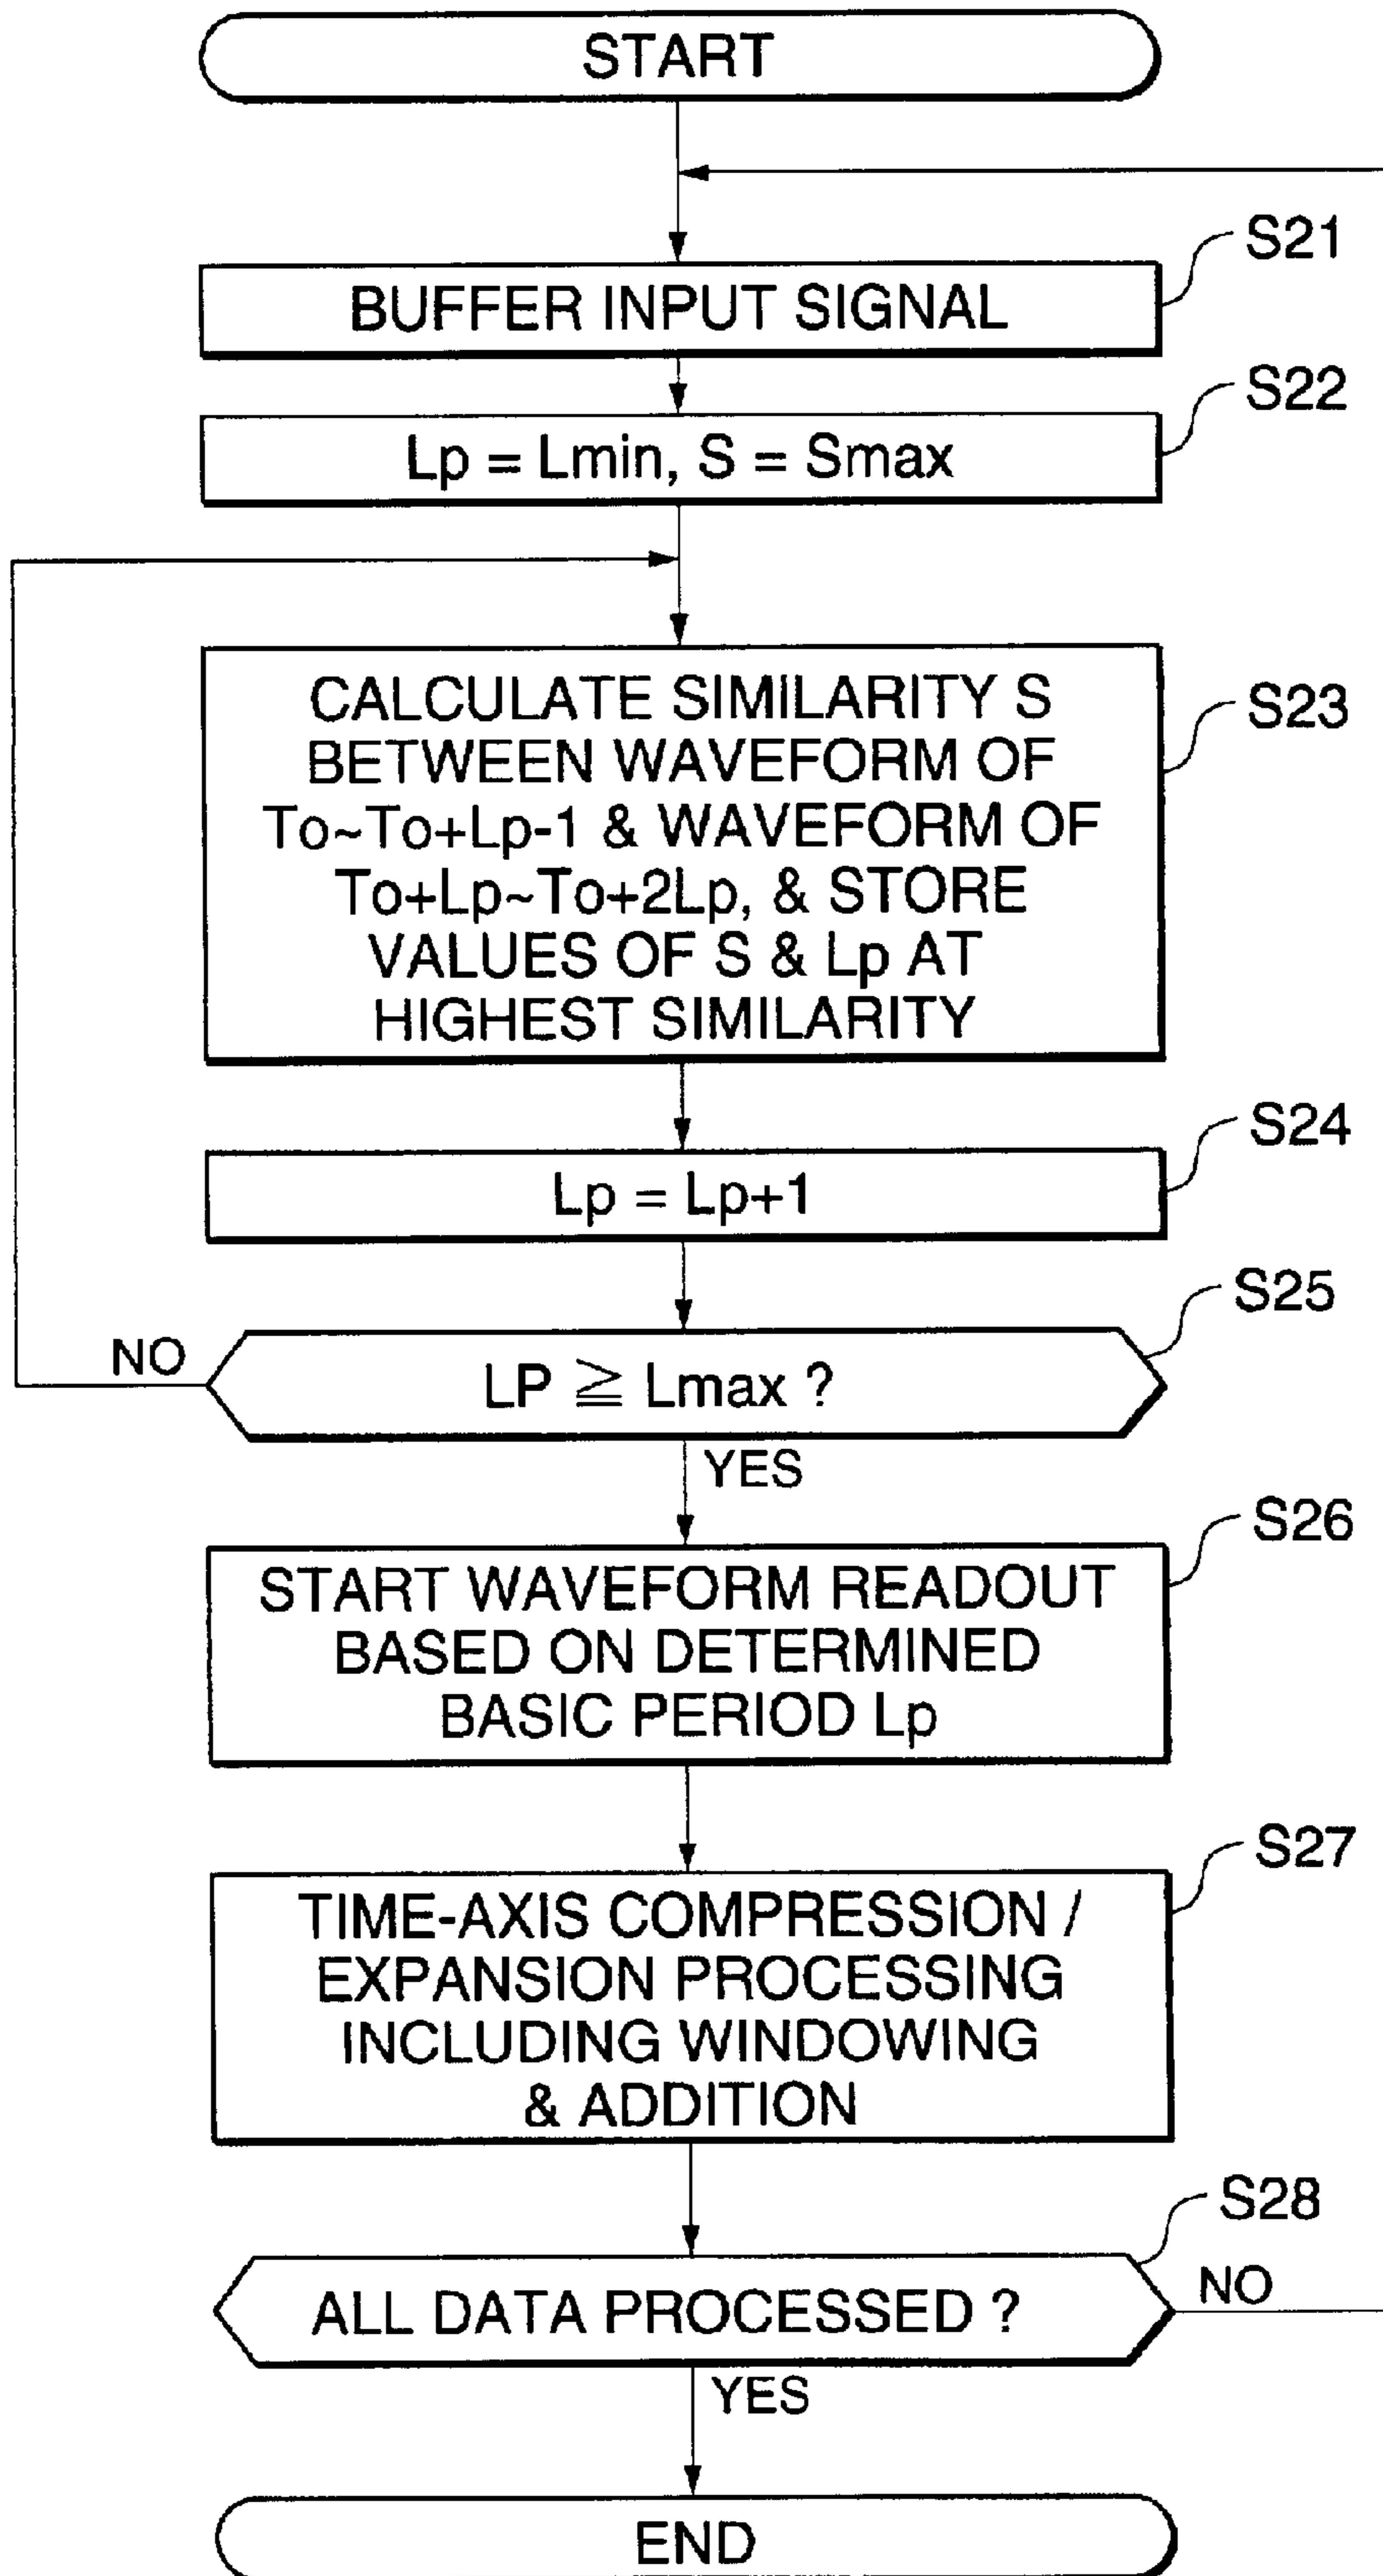 START
S21
BUFFER INPUT SIGNAL
S22
Lp = Lmin, S = Smax
S23
CALCULATE SIMILARITY S
BETWEEN WAVEFORM OF
To~To+Lp-1 & WAVEFORM OF
To+Lp~To+2Lp, & STORE
VALUES OF S & Lp AT
HIGHEST SIMILARITY
S24
Lp = Lp+1
S25
NO
LP ≧ Lmax ?
YES
S26
START WAVEFORM READOUT
BASED ON DETERMINED
BASIC PERIOD Lp
S27
TIME-AXIS COMPRESSION /
EXPANSION PROCESSING
INCLUDING WINDOWING
& ADDITION
S28
NO
ALL DATA PROCESSED ?
YES
END